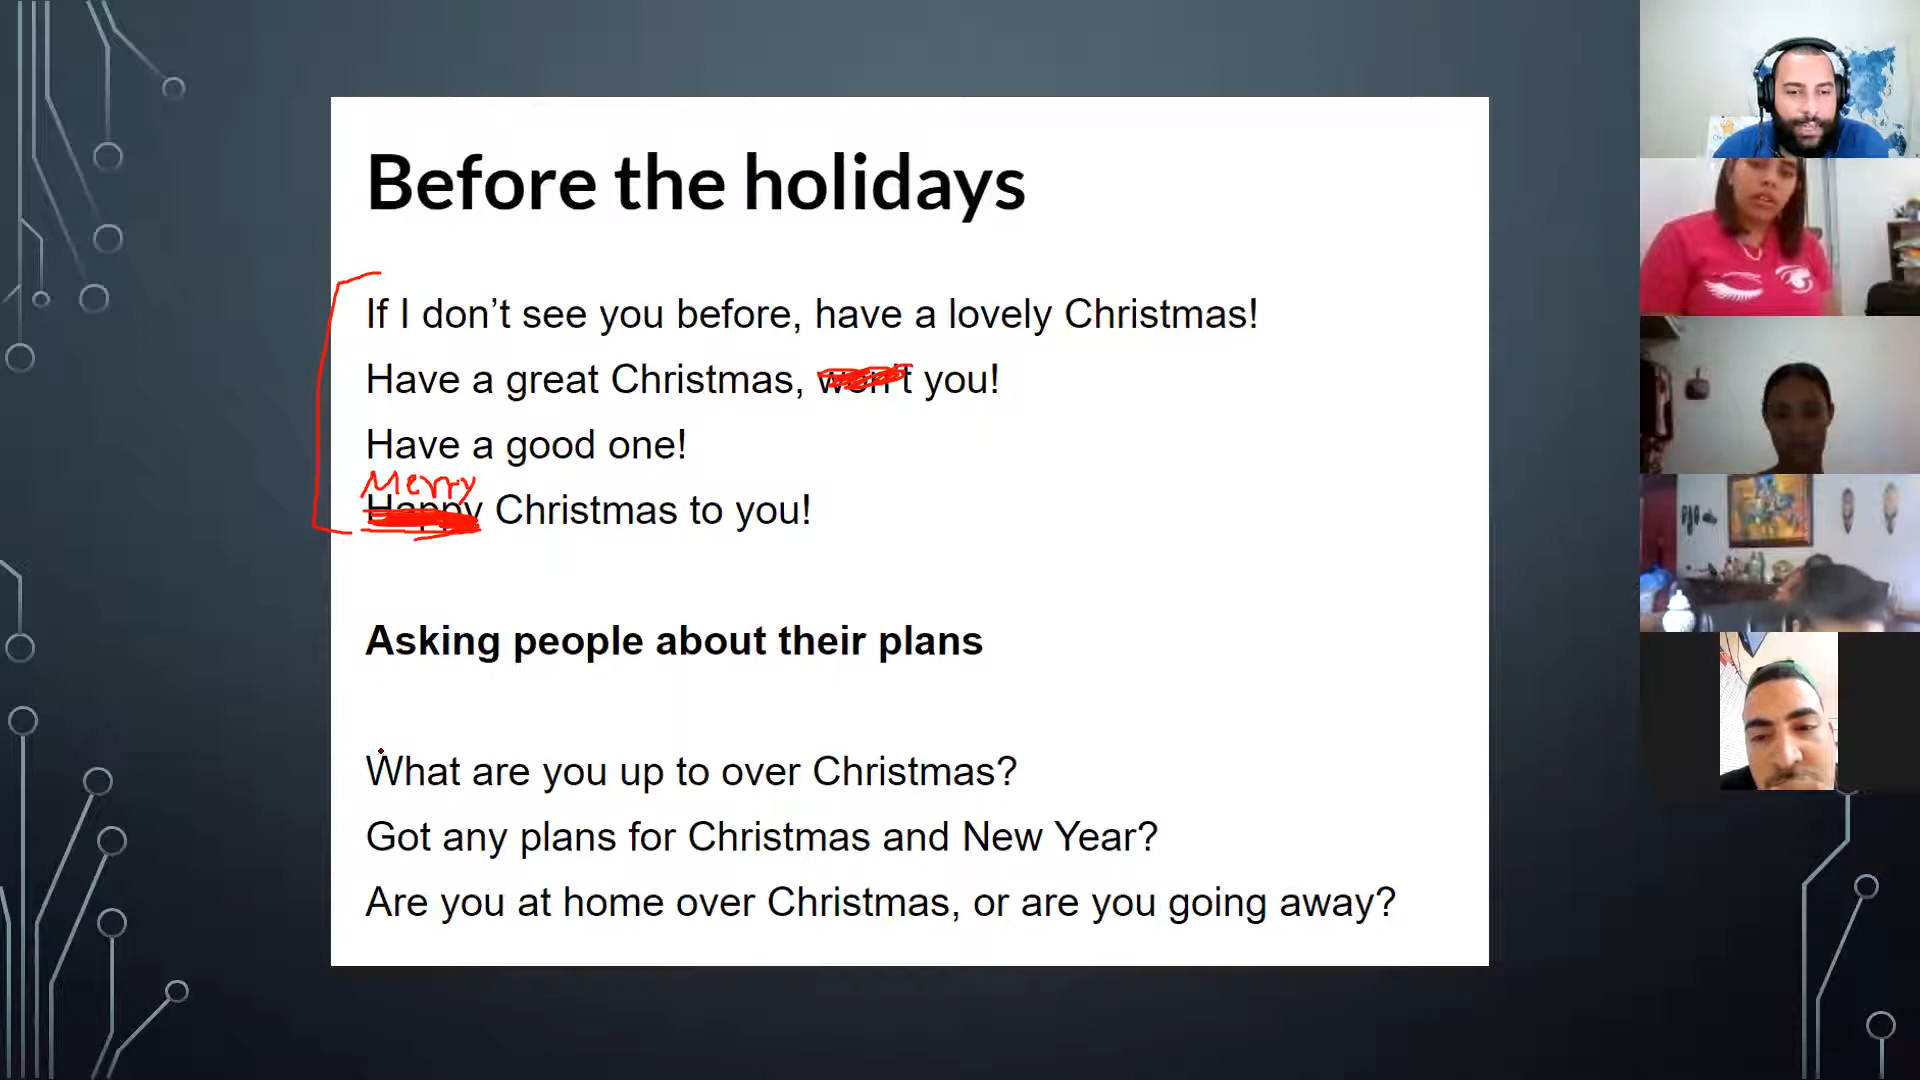 Before the holidays
If I don’t see you before, have a lovely Christmas!
Have a great Christmas, won't you!
Have a good one!
Merry
Happy Christmas to you!
Asking people about their plans
What are you up to over Christmas?
Got any plans for Christmas and New Year?
Are you at home over Christmas, or are you going away?